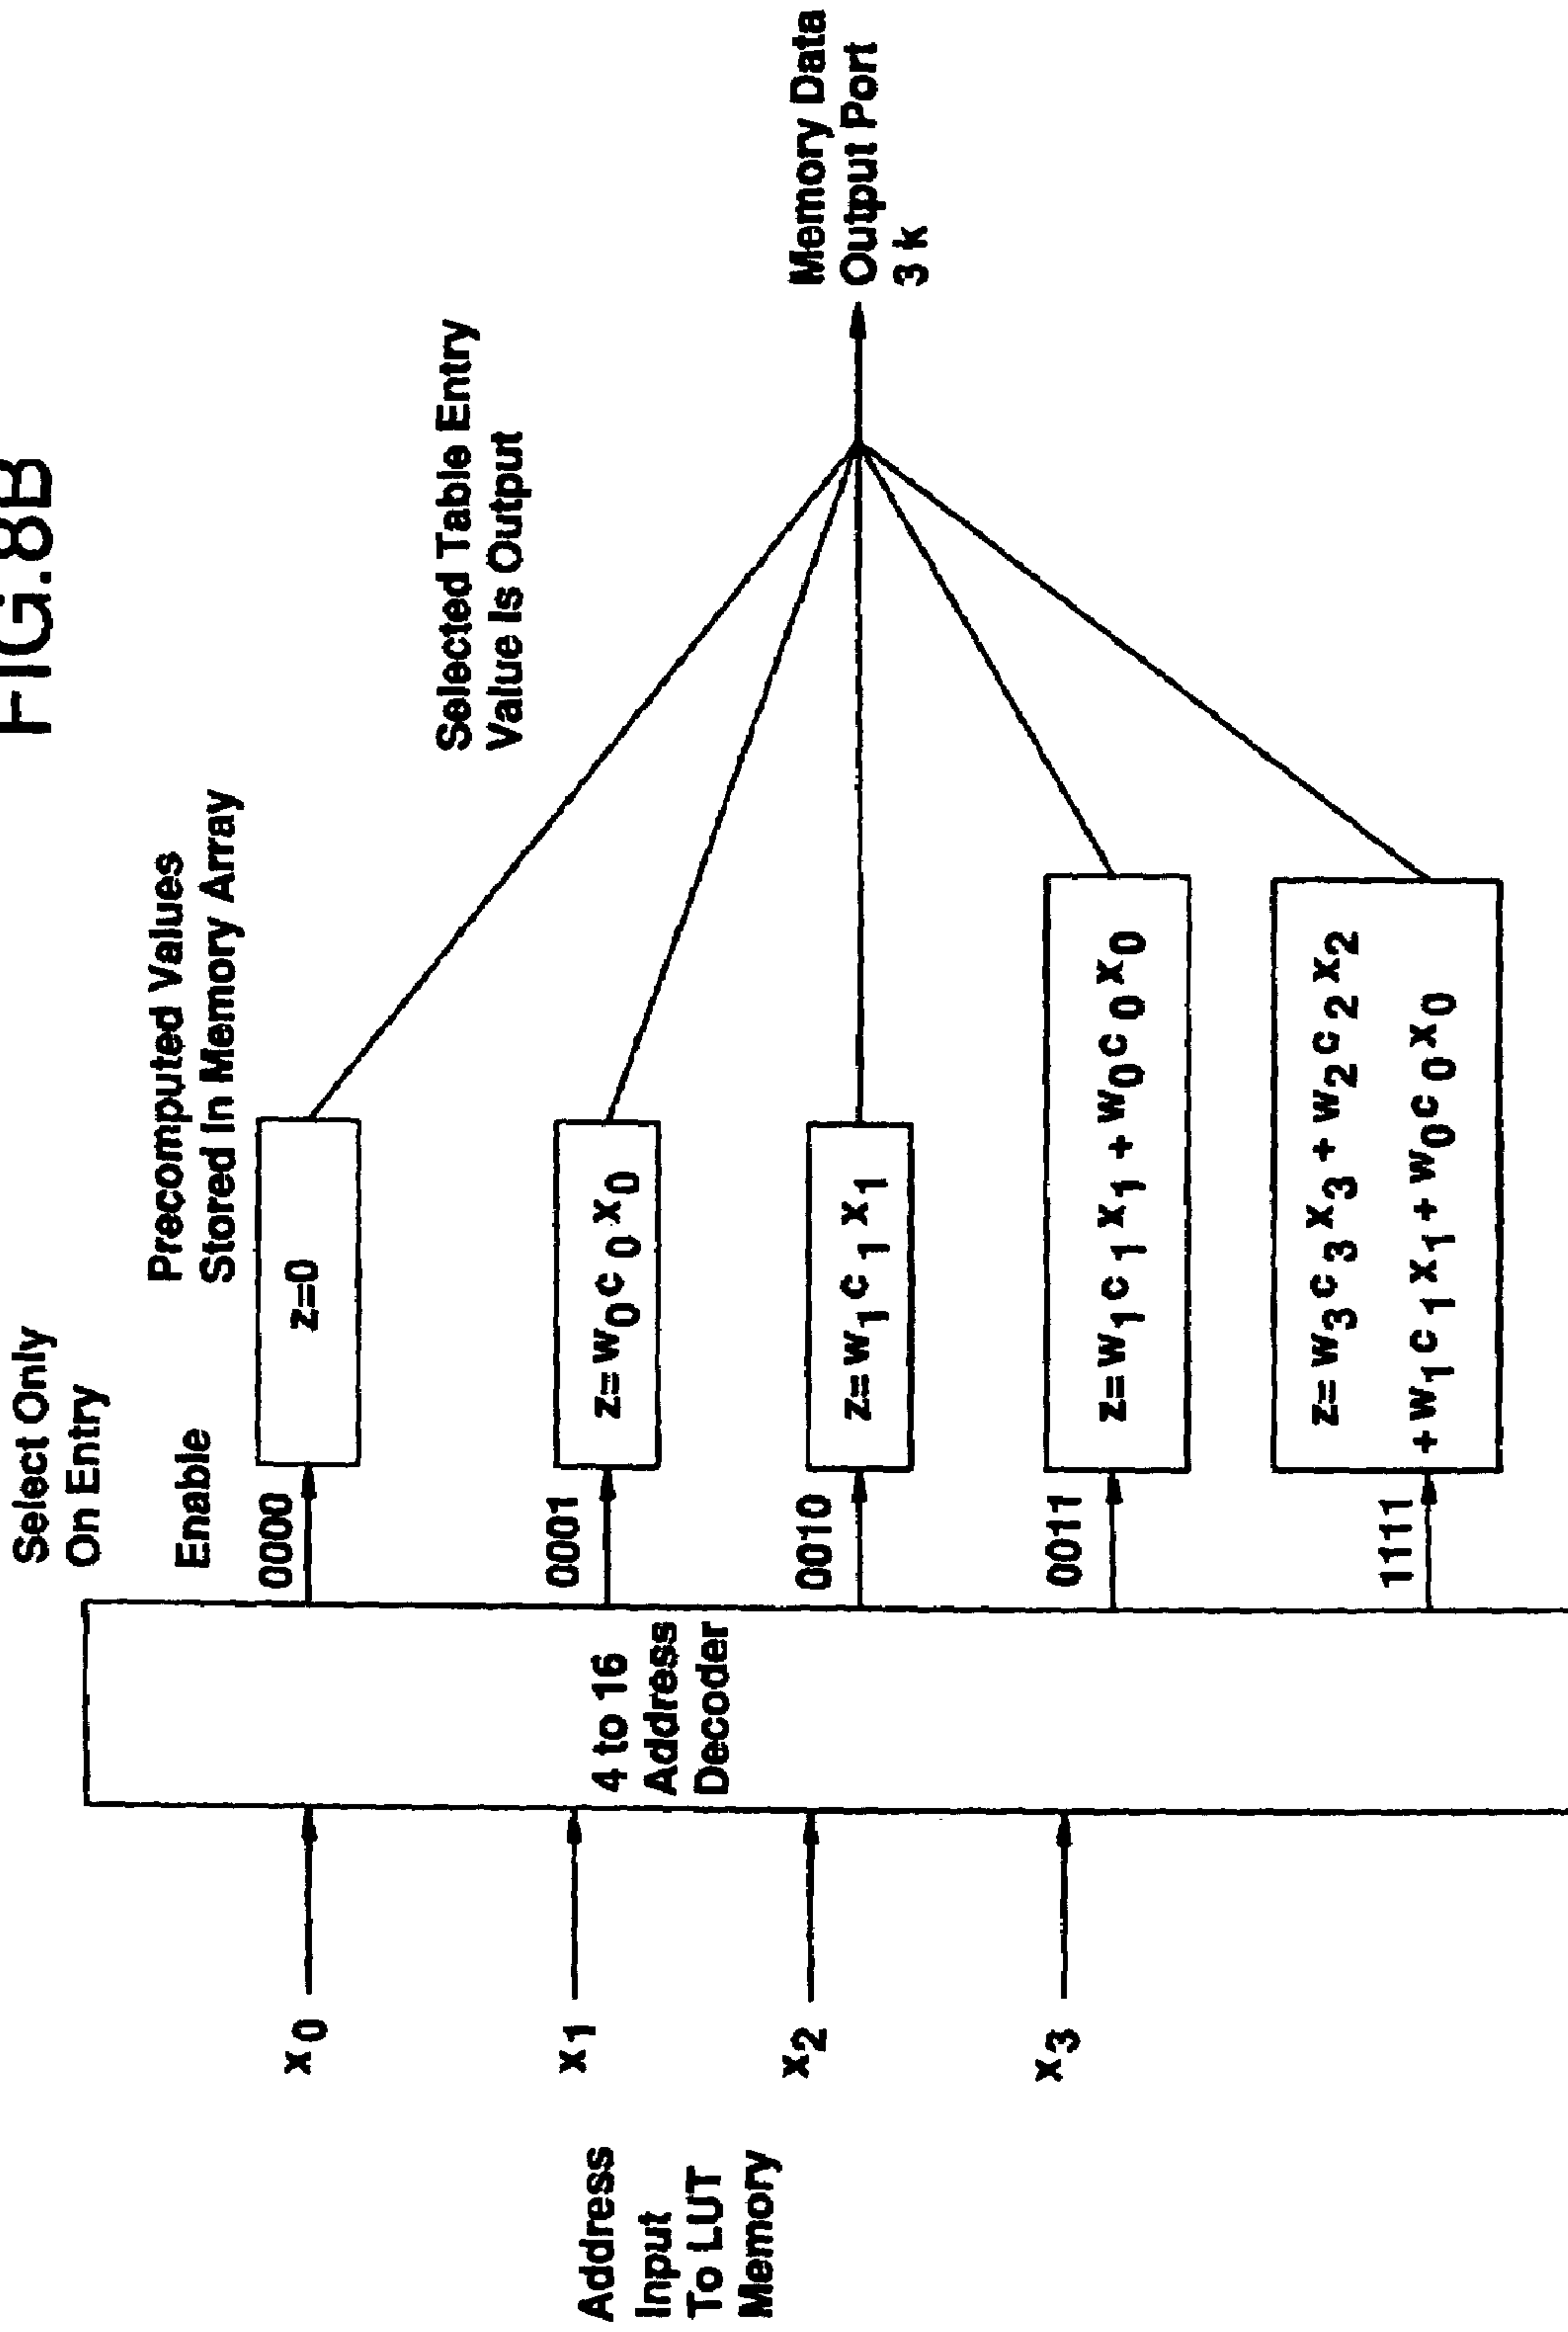 FIG.8B
Select Only
On Entry
Precomputed Values
Stored In Memory Array
Enable
Selected Table Entry
Value Is Output
Address
Input
To LUT
Memory
x0
x1
x2
x3
4 to 16
Address
Decoder
0000
z=0
0001
z=w0c0x0
0010
z=w1c1x1
0011
z=w1c1x1+w0c0x0
1111
z=w3c3x3+w2c2x2
+w1c1x1+w0c0x0
Memory Data
Output Port
3k